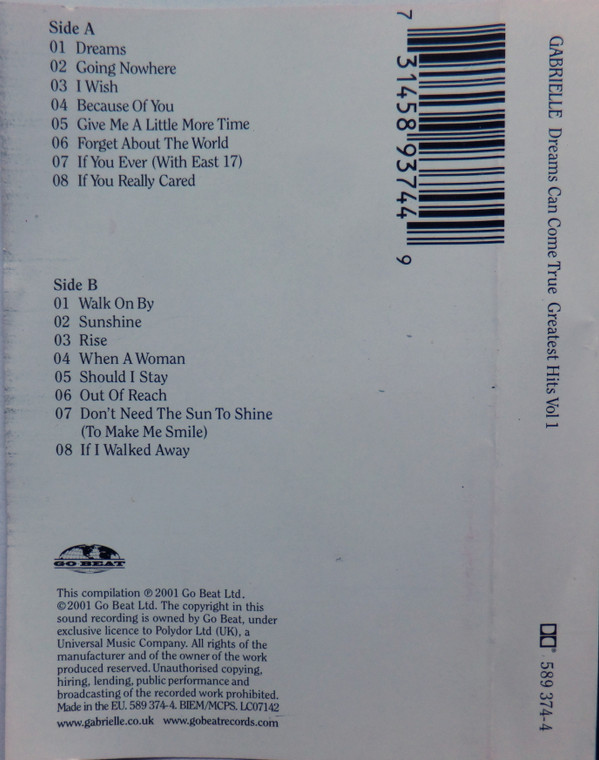 Side A
01 Dreams
02 Going Nowhere
03 I Wish
04 Because Of You
05 Give Me A Little More Time
06 Forget About The World
07 If You Ever (With East 17)
08 If You Really Cared
7 31458 93744 9
Side B
01 Walk On By
02 Sunshine
03 Rise
04 When A Woman
05 Should I Stay
06 Out Of Reach
07 Don't Need The Sun To Shine
(To Make Me Smile)
08 If I Walked Away
GO BEAT
This compilation ℗ 2001 Go Beat Ltd.
© 2001 Go Beat Ltd. The copyright in this
sound recording is owned by Go Beat, under
exclusive licence to Polydor Ltd (UK), a
Universal Music Company. All rights of the
manufacturer and of the owner of the work
produced reserved. Unauthorised copying,
hiring, lending, public performance and
broadcasting of the recorded work prohibited.
Made in the EU. 589 374-4. BIEM/MCPS. LC07142
www.gabrielle.co.uk www.gobeatrecords.com
GABRIELLE Dreams Can Come True Greatest Hits Vol 1
589 374-4